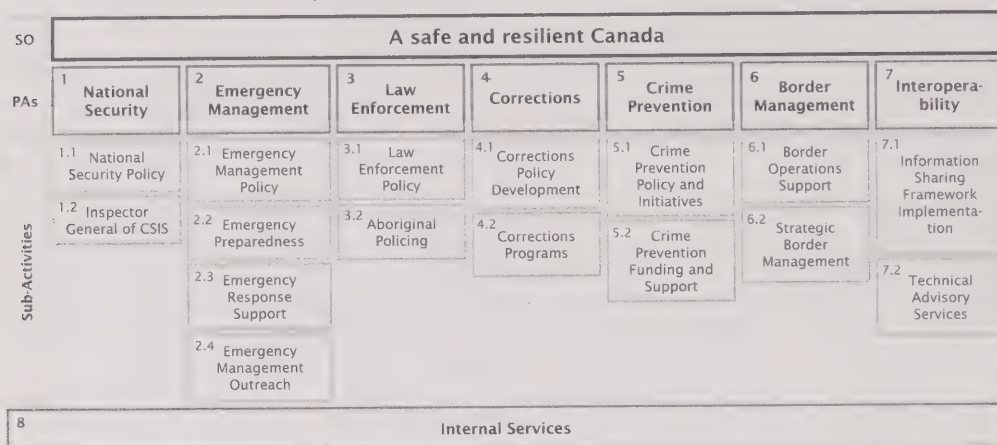 SO
A safe and resilient Canada
PAs
1
National
Security
2
Emergency
Management
3
Law
Enforcement
4
Corrections
5
Crime
Prevention
6
Border
Management
7
Interopera-
bility
Sub-Activities
1.1 National
Security Policy
1.2 Inspector
General of CSIS
2.1 Emergency
Management
Policy
2.2 Emergency
Preparedness
2.3 Emergency
Response
Support
2.4 Emergency
Management
Outreach
3.1 Law
Enforcement
Policy
3.2 Aboriginal
Policing
4.1 Corrections
Policy
Development
4.2 Corrections
Programs
5.1 Crime
Prevention
Policy and
Initiatives
5.2 Crime
Prevention
Funding and
Support
6.1 Border
Operations
Support
6.2 Strategic
Border
Management
7.1
Information
Sharing
Framework
Implementa-
tion
7.2
Technical
Advisory
Services
8
Internal Services